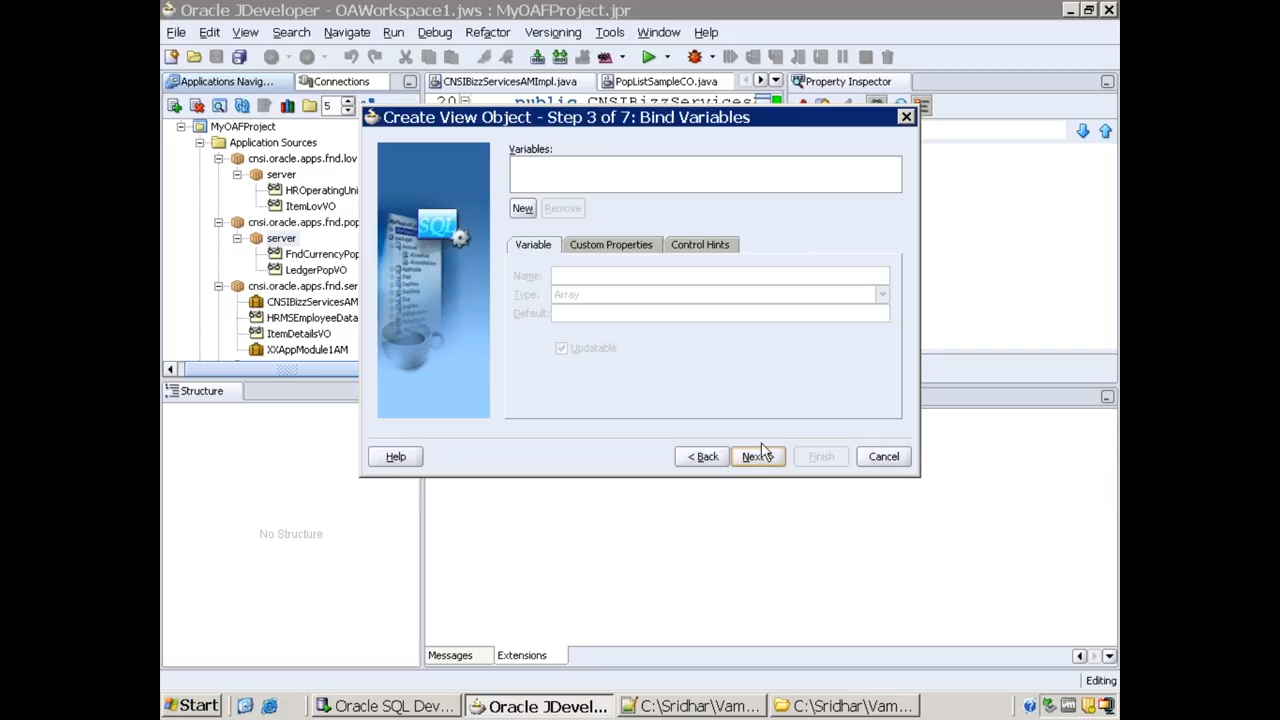 Oracle JDeveloper - OAWorkspace1.jws : MyOAFProject.jpr
File Edit View Search Navigate Run Debug Refactor Versioning Tools Window Help
Applications Navig... Connections CNSIBizzServicesAMImpl.java PopListSampleCO.java Property Inspector
5
20 public CNSIBizzServices
Create View Object - Step 3 of 7: Bind Variables
MyOAFProject
Application Sources
cnsi.oracle.apps.fnd.lov
server
HROperatingUni
ItemLovVO
cnsi.oracle.apps.fnd.pop
server
FndCurrencyPop
LedgerPopVO
cnsi.oracle.apps.fnd.ser
CNSIBizzServicesAM
HRMSEmployeeData
ItemDetailsVO
XXAppModule1AM
Variables:
New Remove
Variable Custom Properties Control Hints
Name:
Type: Array
Default:
Updatable
Help < Back Next > Finish Cancel
Structure
No Structure
Messages Extensions
Editing
Start Oracle SQL Dev... Oracle JDevel... C:\Sridhar\Vam... C:\Sridhar\Vam...